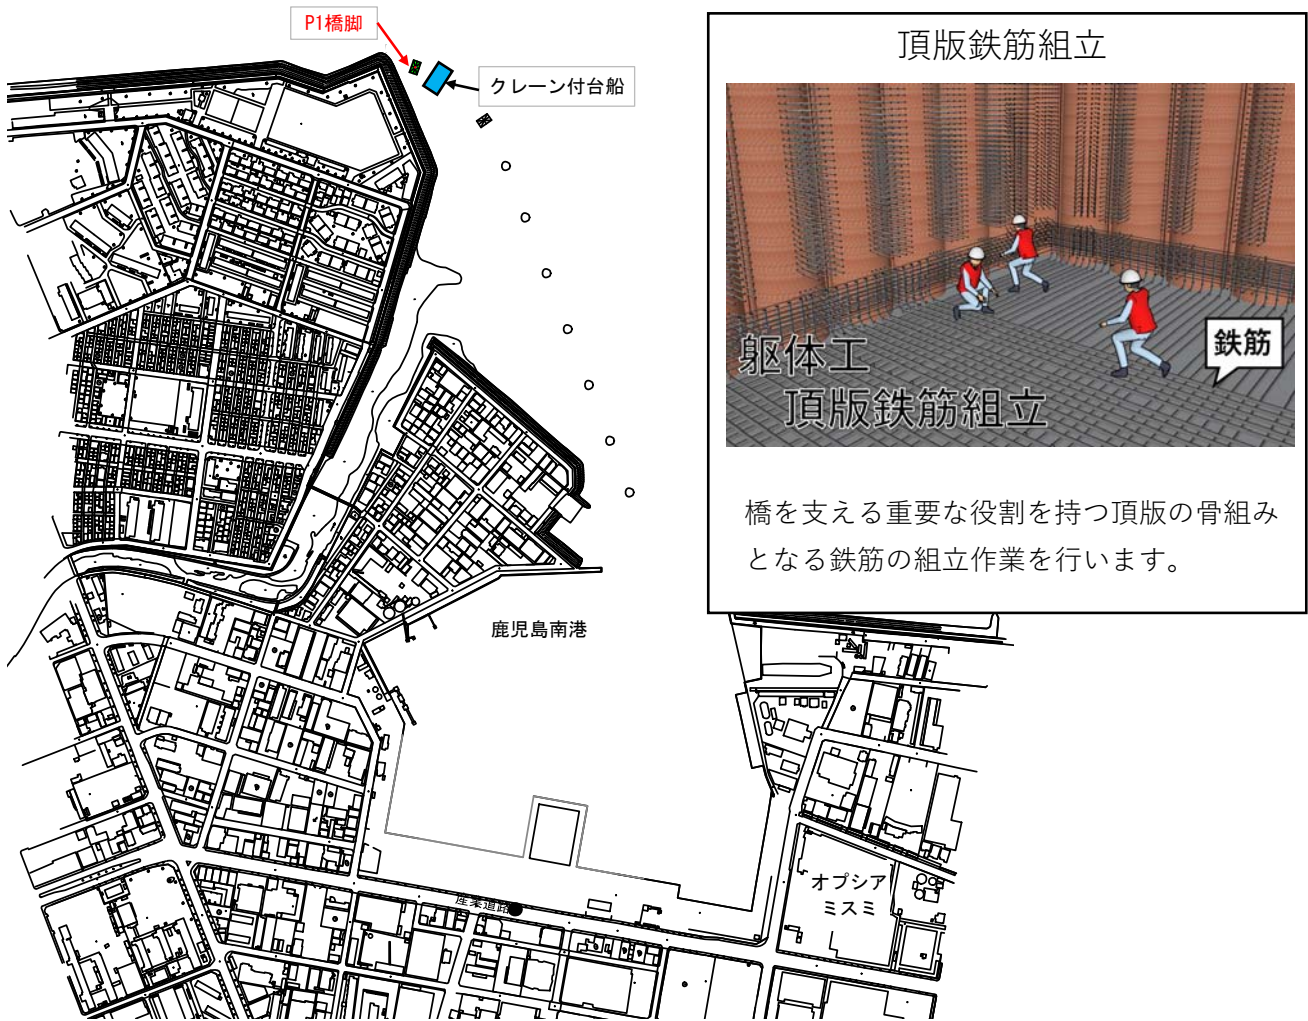 P1橋脚
クレーン付台船
頂版鉄筋組立
鉄筋
躯体工
頂版鉄筋組立
橋を支える重要な役割を持つ頂版の骨組み
となる鉄筋の組立作業を行います。
鹿児島南港
オプシア
ミスミ
産業道路